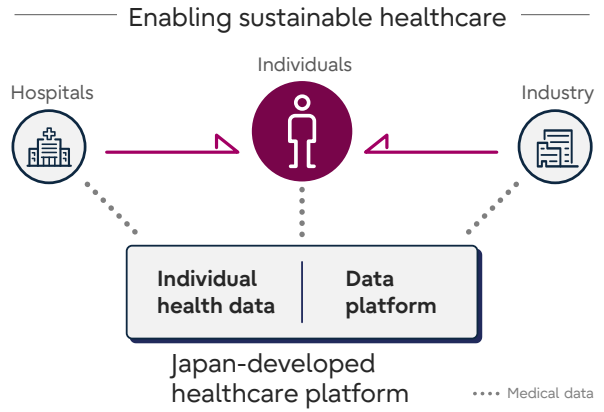 Enabling sustainable healthcare
Individuals
Hospitals
Industry
Individual
health data
Data
platform
Japan-developed
healthcare platform
Medical data